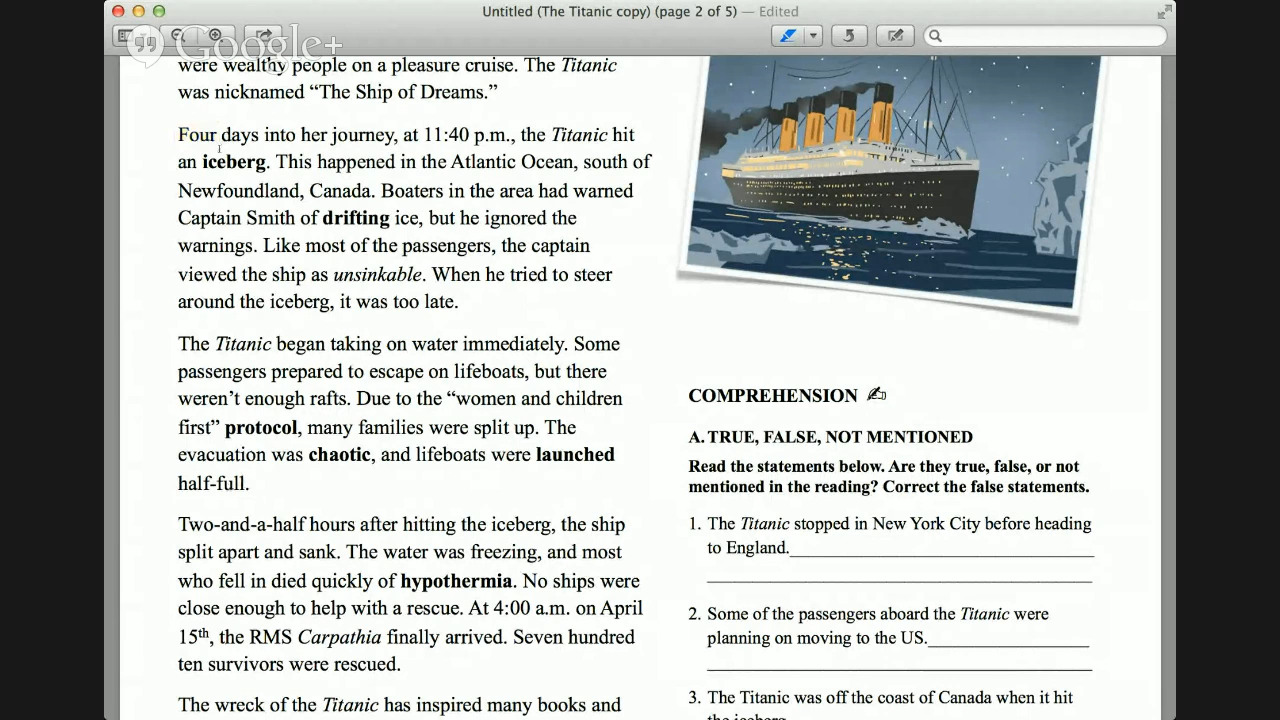 Untitled (The Titanic copy) (page 2 of 5) — Edited
Google+
were wealthy people on a pleasure cruise. The Titanic
was nicknamed “The Ship of Dreams.”
Four days into her journey, at 11:40 p.m., the Titanic hit
an iceberg. This happened in the Atlantic Ocean, south of
Newfoundland, Canada. Boaters in the area had warned
Captain Smith of drifting ice, but he ignored the
warnings. Like most of the passengers, the captain
viewed the ship as unsinkable. When he tried to steer
around the iceberg, it was too late.
The Titanic began taking on water immediately. Some
passengers prepared to escape on lifeboats, but there
weren’t enough rafts. Due to the “women and children
first” protocol, many families were split up. The
evacuation was chaotic, and lifeboats were launched
half-full.
Two-and-a-half hours after hitting the iceberg, the ship
split apart and sank. The water was freezing, and most
who fell in died quickly of hypothermia. No ships were
close enough to help with a rescue. At 4:00 a.m. on April
15th, the RMS Carpathia finally arrived. Seven hundred
ten survivors were rescued.
The wreck of the Titanic has inspired many books and
COMPREHENSION
A. TRUE, FALSE, NOT MENTIONED
Read the statements below. Are they true, false, or not
mentioned in the reading? Correct the false statements.
1. The Titanic stopped in New York City before heading
to England.
2. Some of the passengers aboard the Titanic were
planning on moving to the US.
3. The Titanic was off the coast of Canada when it hit
the iceberg.